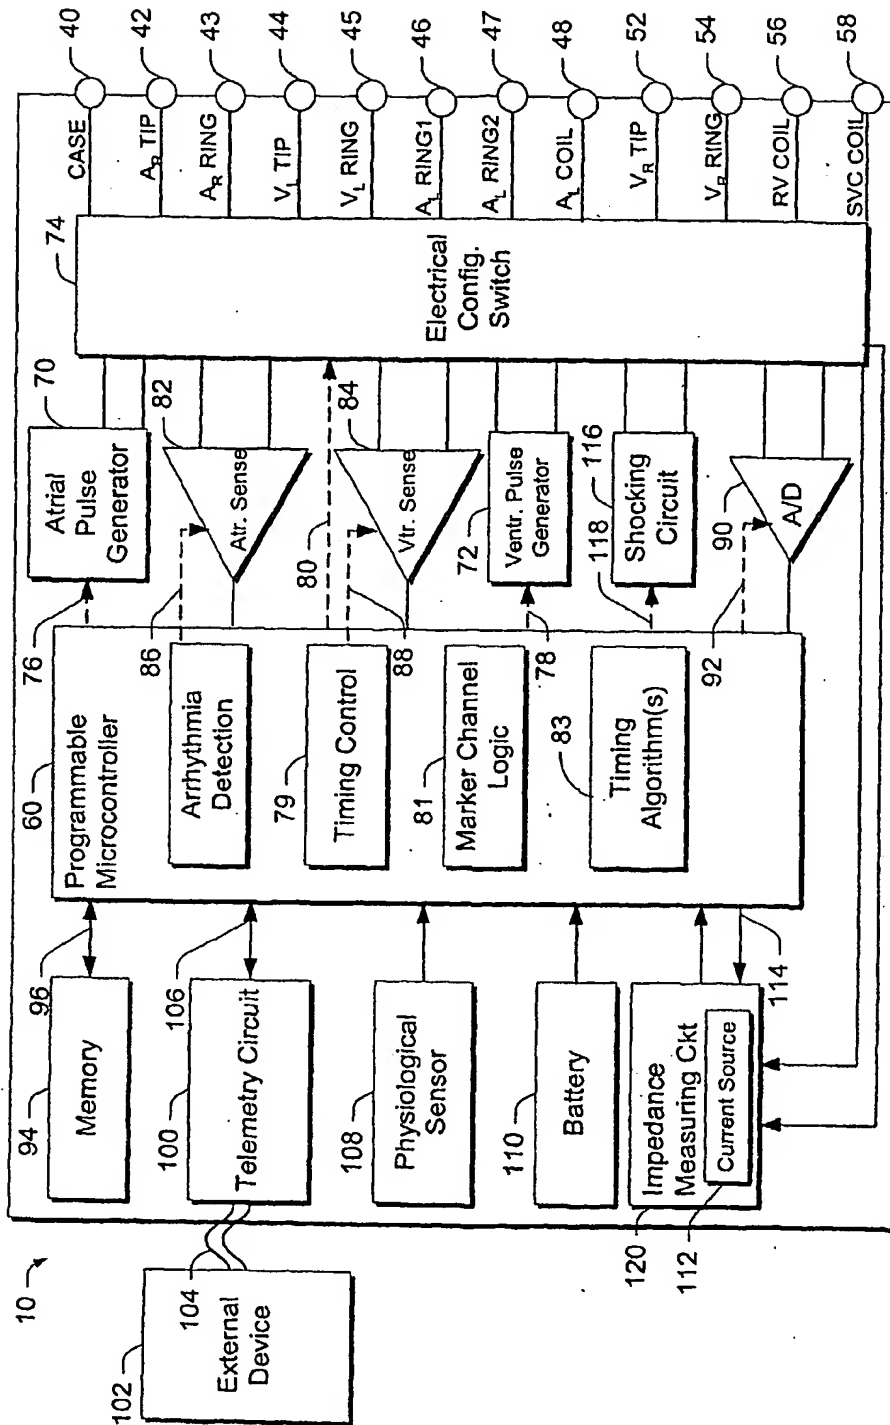 10
102
External
Device
104
94
Memory
96
100
Telemetry Circuit
106
108
Physiological
Sensor
110
Battery
120
Impedance
Measuring Ckt
Current Source
112
114
60
Programmable
Microcontroller
Arrhythmia
Detection
79
Timing Control
81
Marker Channel
Logic
83
Timing
Algorithm(s)
76
86
80
88
78
118
92
70
Atrial
Pulse
Generator
82
Atr. Sense
84
Vtr. Sense
72
Ventr. Pulse
Generator
116
Shocking
Circuit
90
A/D
74
Electrical
Config.
Switch
CASE
40
AR TIP
42
AR RING
43
VL TIP
44
VL RING
45
AL RING1
46
AL RING2
47
AL COIL
48
VR TIP
52
VR RING
54
RV COIL
56
SVC COIL
58